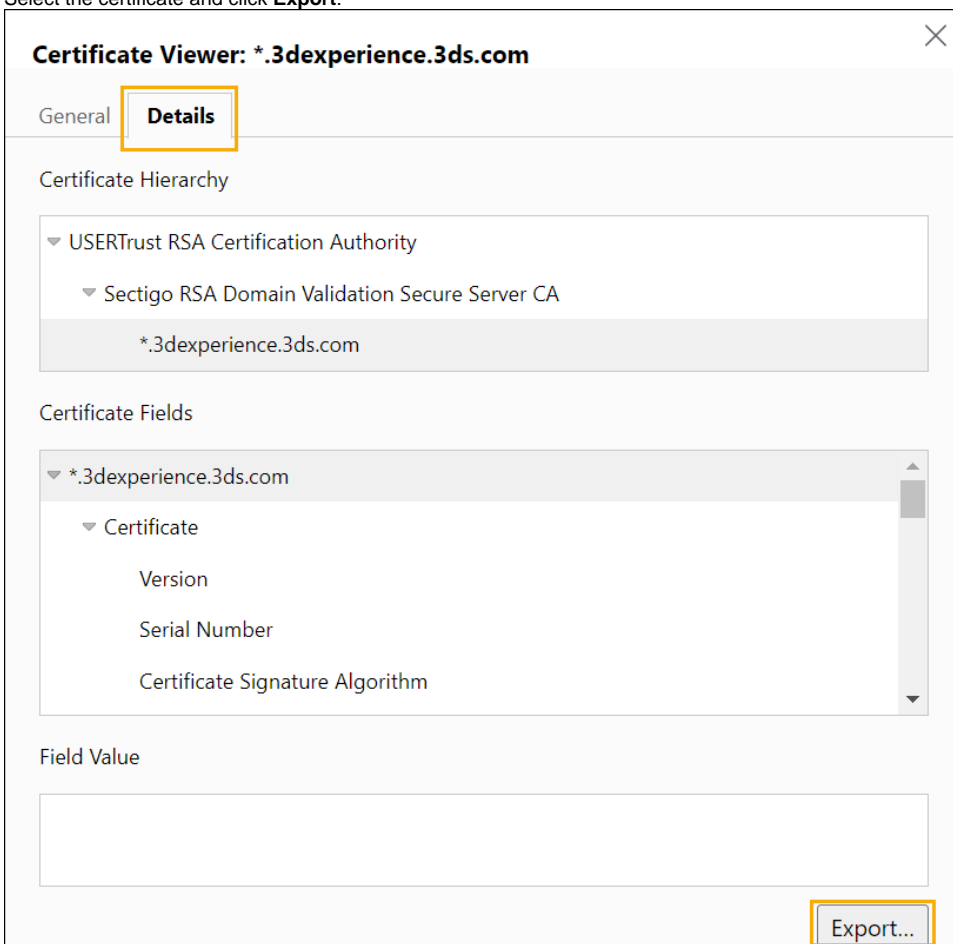 Select the certificate and click Export.
Certificate Viewer: *.3dexperience.3ds.com
General Details
Certificate Hierarchy
USERTrust RSA Certification Authority
Sectigo RSA Domain Validation Secure Server CA
*.3dexperience.3ds.com
Certificate Fields
*.3dexperience.3ds.com
Certificate
Version
Serial Number
Certificate Signature Algorithm
Field Value
Export...